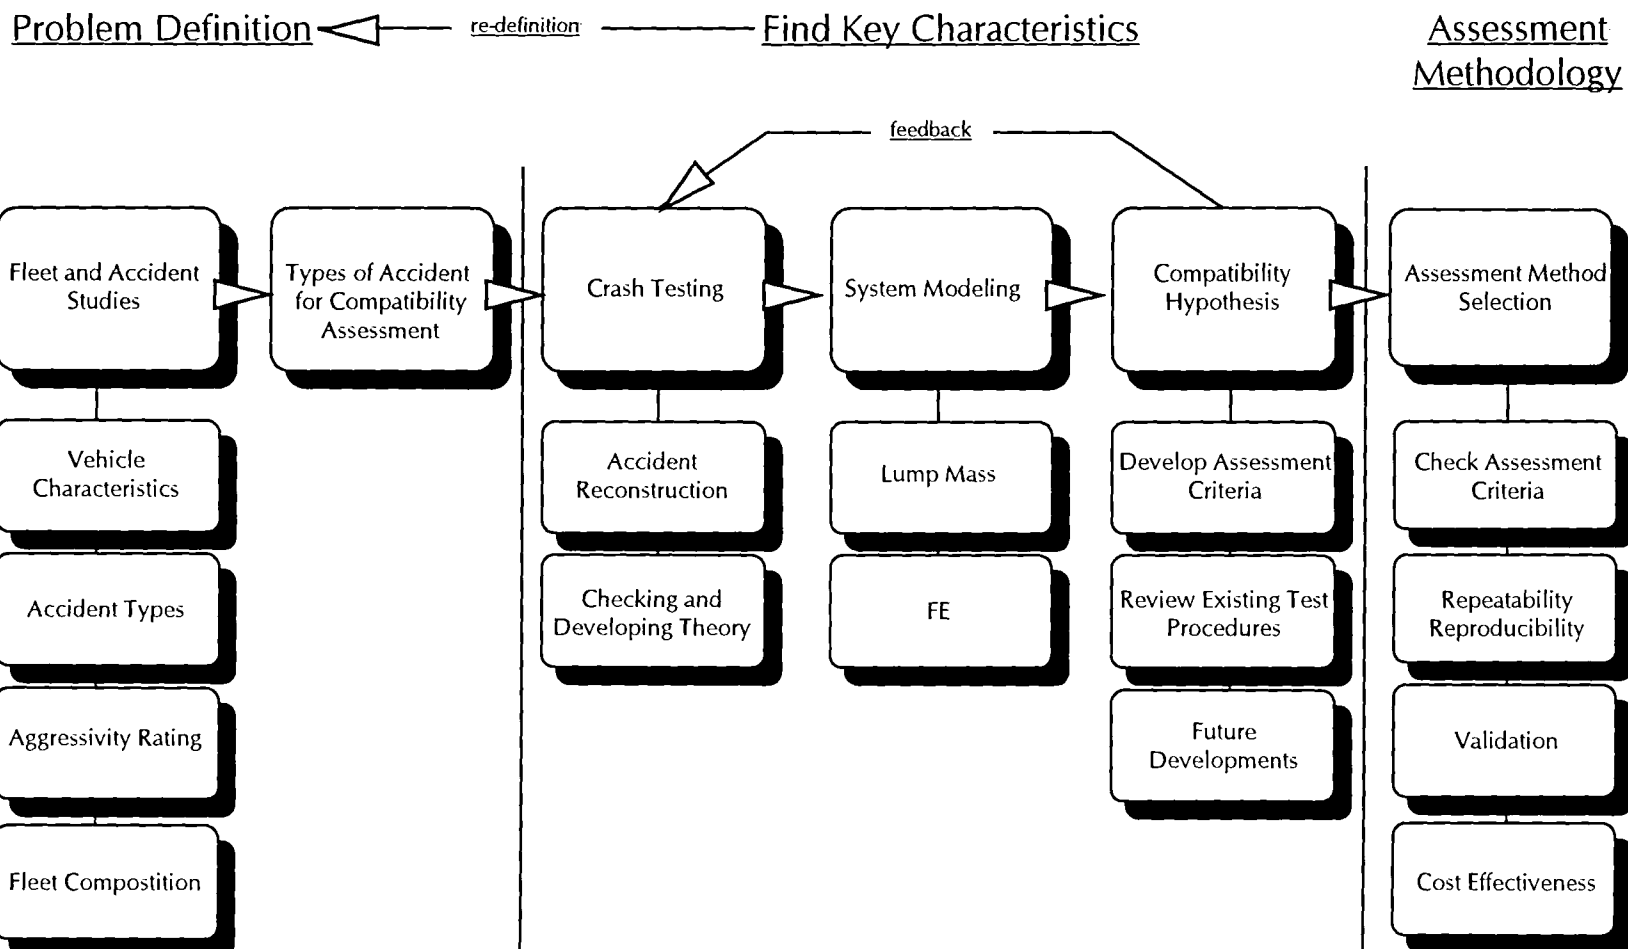 Problem Definition
re-definition
Find Key Characteristics
Assessment
Methodology
feedback
Fleet and Accident
Studies
Types of Accident
for Compatibility
Assessment
Crash Testing
System Modeling
Compatibility
Hypothesis
Assessment Method
Selection
Vehicle
Characteristics
Accident
Reconstruction
Lump Mass
Develop Assessment
Criteria
Check Assessment
Criteria
Accident Types
Checking and
Developing Theory
FE
Review Existing Test
Procedures
Repeatability
Reproducibility
Aggressivity Rating
Future
Developments
Validation
Fleet Compostition
Cost Effectiveness